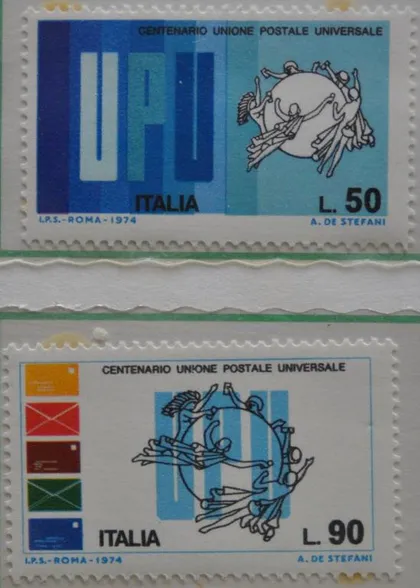 CENTENARIO UNIONE POSTALE UNIVERSALE
UPU
ITALIA L. 50
I.P.S.-ROMA-1974 A. DE STEFANI
CENTENARIO UNIONE POSTALE UNIVERSALE
UPU
ITALIA L. 90
I.P.S.-ROMA-1974 A. DE STEFANI